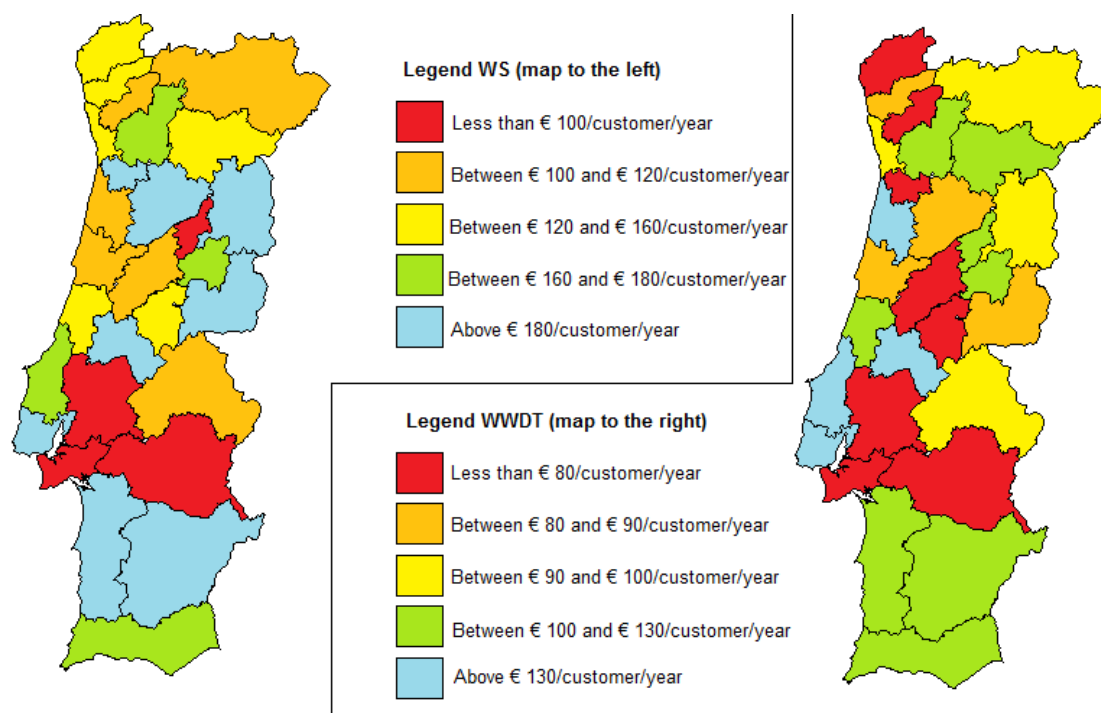 Legend WS (map to the left)
Less than € 100/customer/year
Between € 100 and € 120/customer/year
Between € 120 and € 160/customer/year
Between € 160 and € 180/customer/year
Above € 180/customer/year
Legend WWDT (map to the right)
Less than € 80/customer/year
Between € 80 and € 90/customer/year
Between € 90 and € 100/customer/year
Between € 100 and € 130/customer/year
Above € 130/customer/year